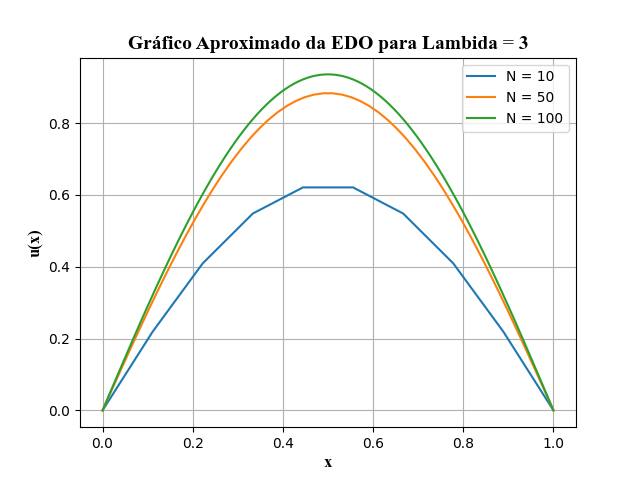 Gráfico Aproximado da EDO para Lambida = 3
N = 10
N = 50
N = 100
0.8
0.6
0.4
0.2
0.0
u(x)
0.0 0.2 0.4 0.6 0.8 1.0
x